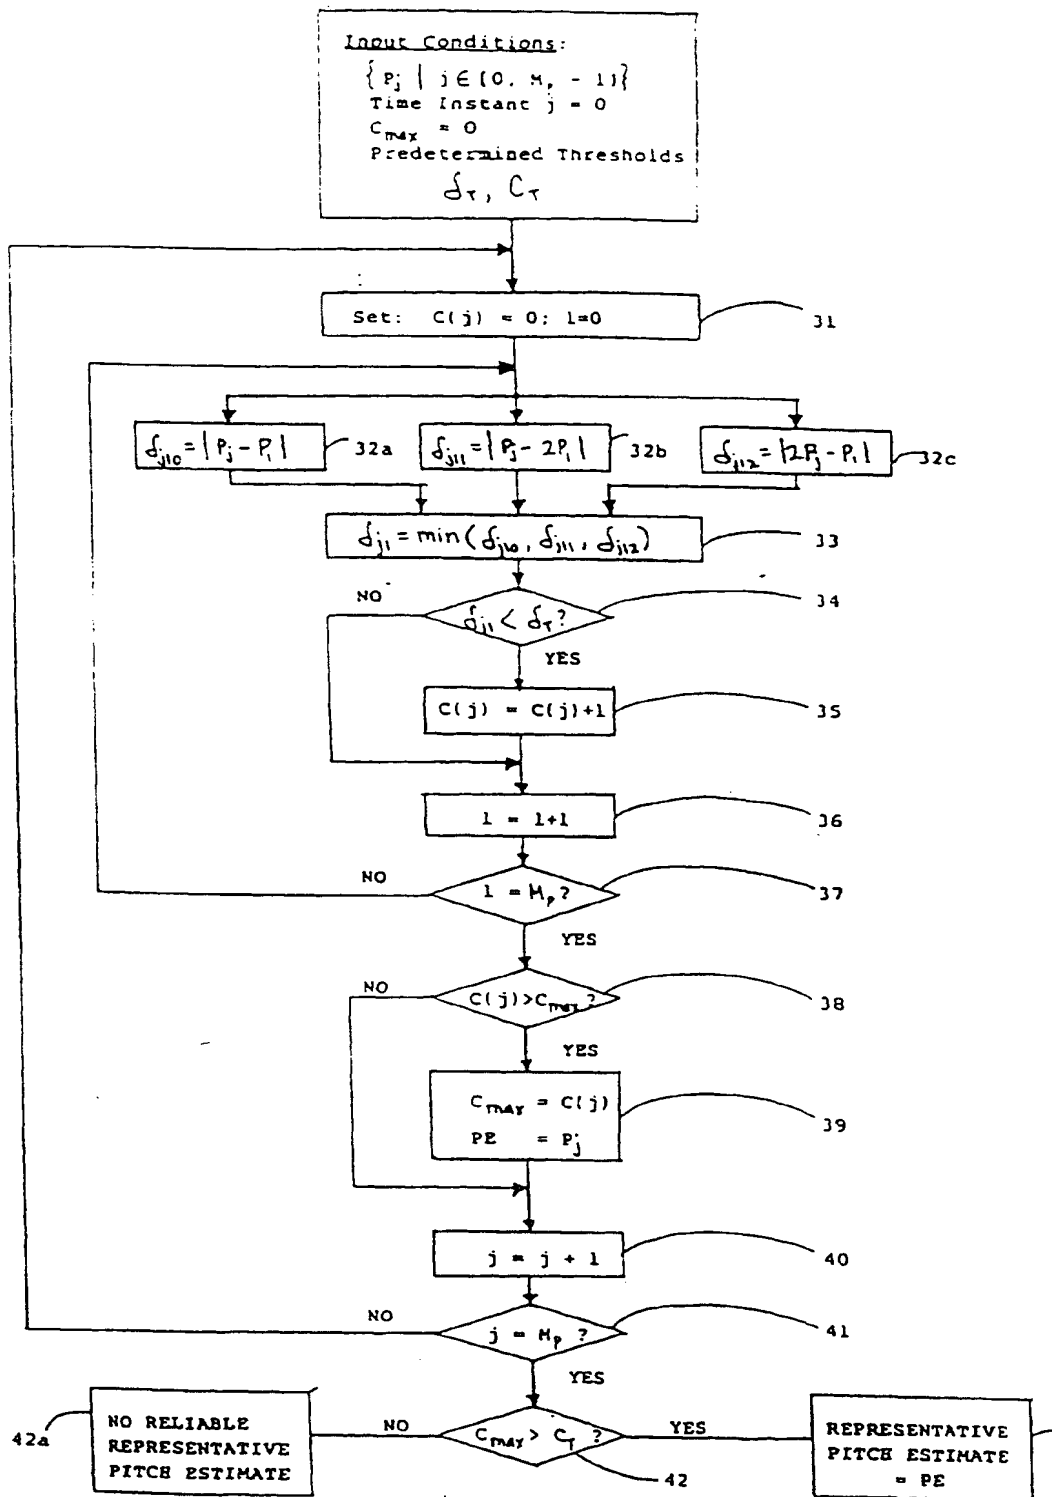 Input Conditions:
{ Pj | j ∈ [0, Mp - 1]}
Time Instant j = 0
Cmax = 0
Predetermined Thresholds
δT, CT
Set: C(j) = 0; l=0
31
δjl0 = |Pj - Pl|
32a
δjl1 = |Pj - 2Pl|
32b
δjl2 = |2Pj - Pl|
32c
δjl = min(δjl0, δjl1, δjl2)
33
NO
δjl < δT?
34
YES
C(j) = C(j)+1
35
l = l+1
36
NO
l = Mp?
37
YES
NO
C(j)>Cmax?
38
YES
Cmax = C(j)
PE = Pj
39
j = j + 1
40
NO
j = Mp ?
41
YES
42a
NO RELIABLE
REPRESENTATIVE
PITCH ESTIMATE
NO
Cmax > CT ?
YES
42
REPRESENTATIVE
PITCH ESTIMATE
= PE